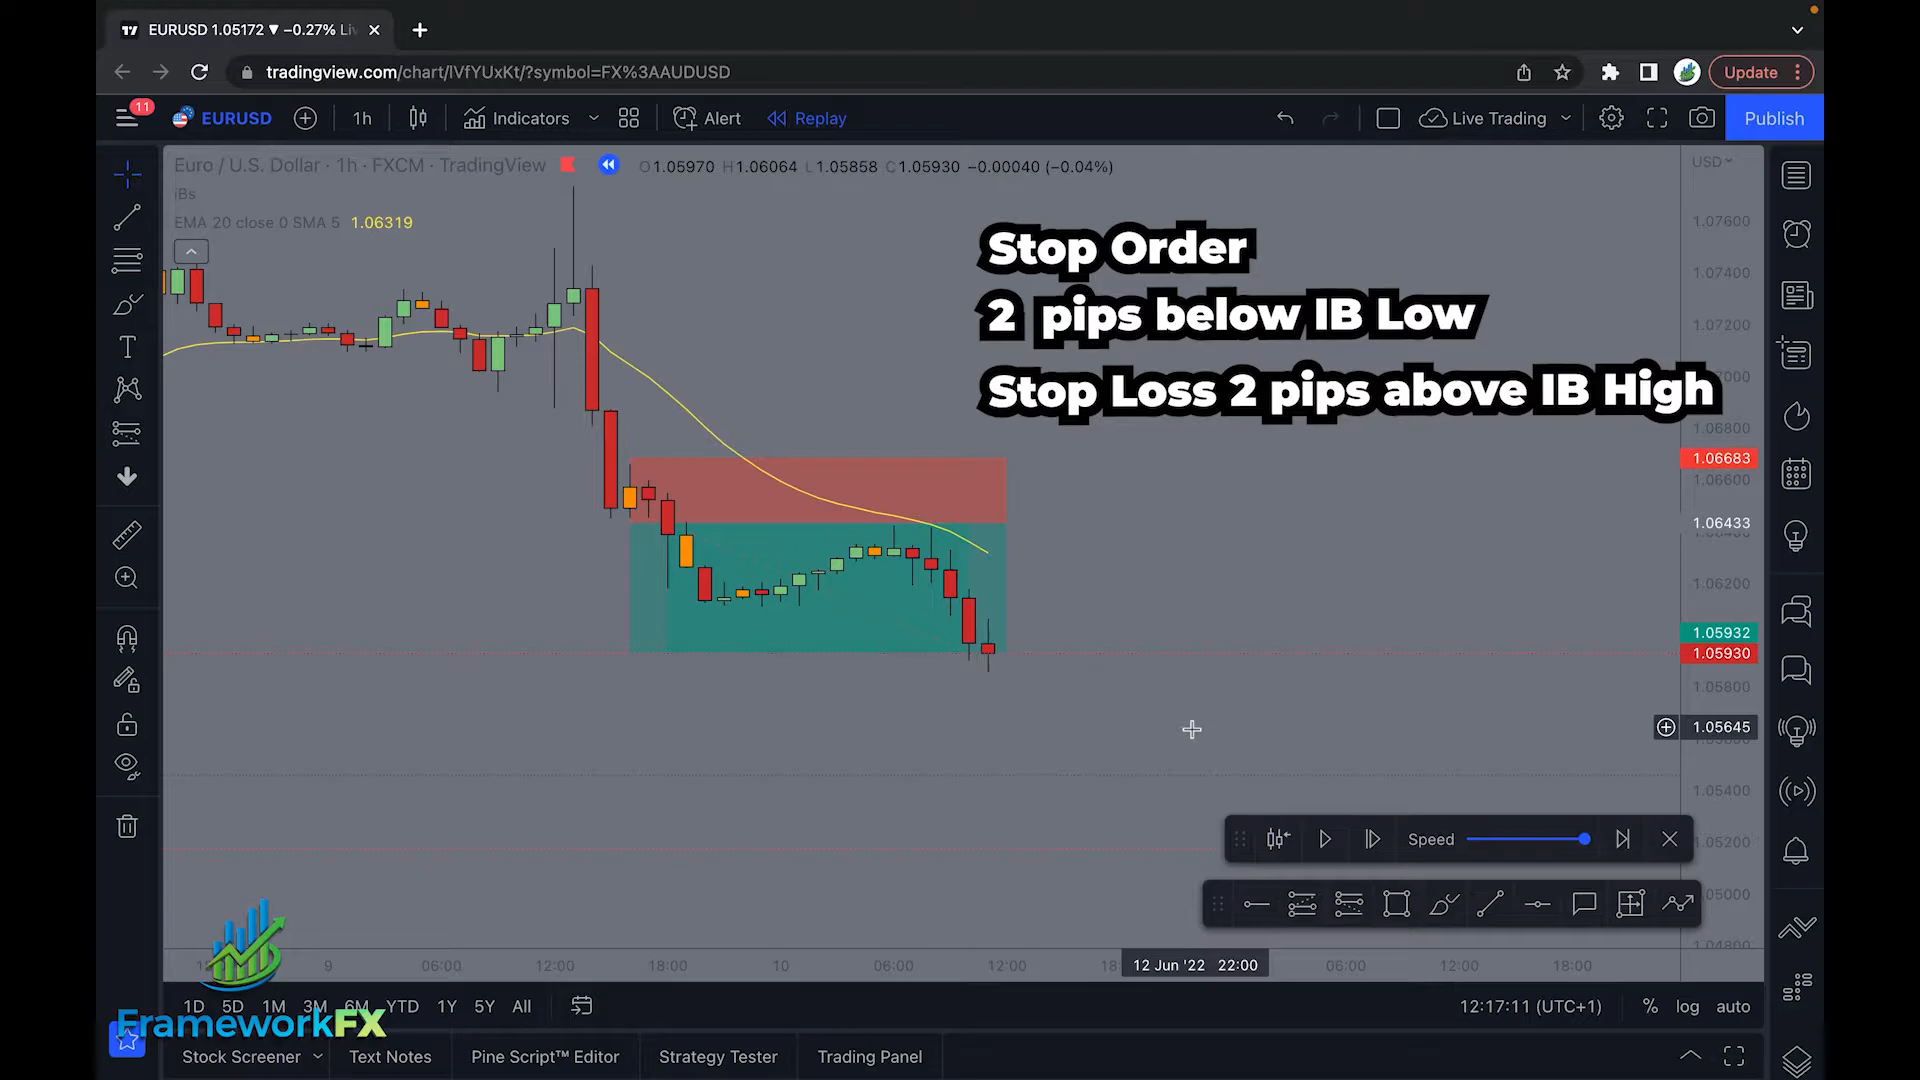 EURUSD 1.05172 ▼ −0.27% Liv
tradingview.com/chart/lVfYUxKt/?symbol=FX%3AAUDUSD
Update
11
EURUSD
1h
Indicators
Alert
Replay
Live Trading
Publish
Euro / U.S. Dollar · 1h · FXCM · TradingView
O1.05970 H1.06064 L1.05858 C1.05930 −0.00040 (−0.04%)
USD
iBs
EMA 20 close 0 SMA 5 1.06319
Stop Order
2 pips below IB Low
Stop Loss 2 pips above IB High
1.07600
1.07400
1.07200
1.06800
1.06683
1.06600
1.06433
1.06200
1.05932
1.05930
1.05800
1.05645
1.05400
Speed
9
06:00
12:00
18:00
10
06:00
12:00
12 Jun '22 22:00
06:00
12:00
18:00
1D
5D
1M
3M
6M
YTD
1Y
5Y
All
12:17:11 (UTC+1)
%
log
auto
FrameworkFX
Stock Screener
Text Notes
Pine Script™ Editor
Strategy Tester
Trading Panel